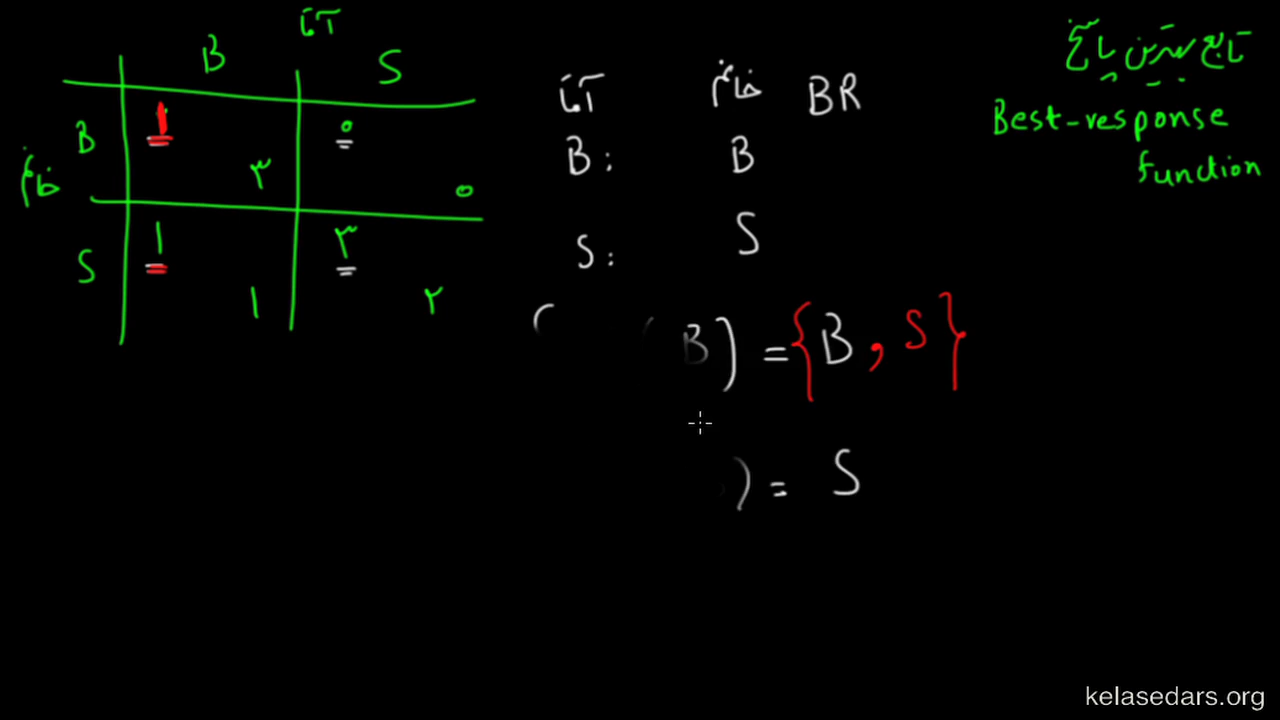 آقا
B S
B ۱ ۰
۳ ۰
خانم
S ۱ ۳
۱ ۲
آقا خانم BR
B: B
S: S
B) = {B, S}
) = S
تابع بهترین پاسخ
Best-response
function
kelasedars.org